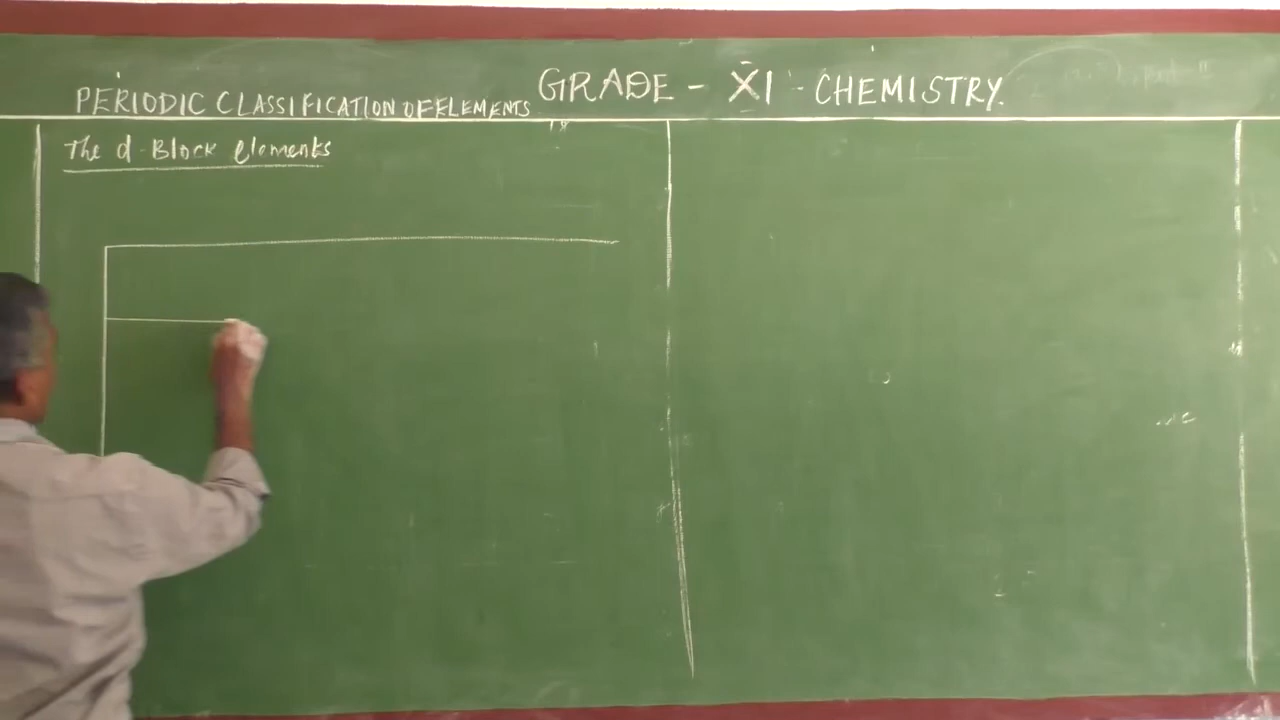 GRADE - XI - CHEMISTRY.
PERIODIC CLASSIFICATION OF ELEMENTS
The d-Block elements